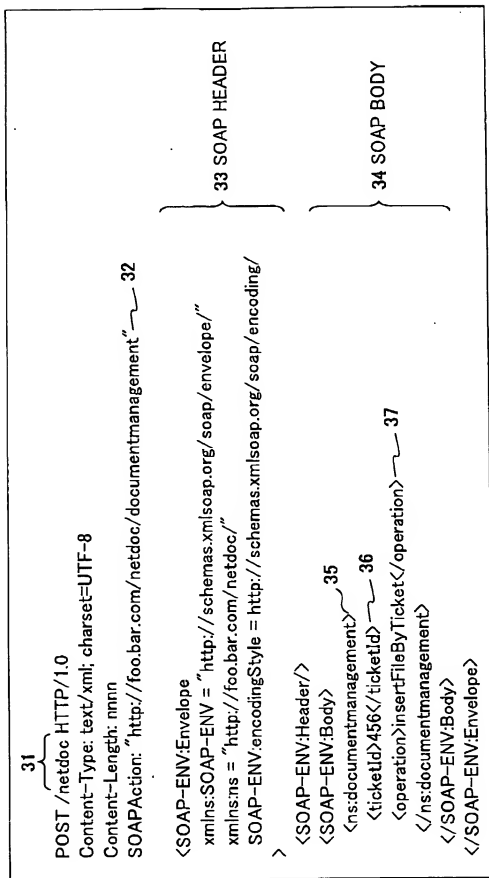 31
POST /netdoc HTTP/1.0
Content-Type: text/xml; charset=UTF-8
Content-Length: nnnn
SOAPAction: "http://foo.bar.com/netdoc/documentmanagement" 32
<SOAP-ENV:Envelope
xmlns:SOAP-ENV = "http://schemas.xmlsoap.org/soap/envelope/"
xmlns:ns = "http://foo.bar.com/netdoc/"
SOAP-ENV:encodingStyle = http://schemas.xmlsoap.org/soap/encoding/
>
33 SOAP HEADER
<SOAP-ENV:Header/>
<SOAP-ENV:Body>
<ns:documentmanagement> 35
<ticketId>456</ticketId> 36
<operation>insertFileByTicket</operation> 37
</ns:documentmanagement>
</SOAP-ENV:Body>
</SOAP-ENV:Envelope>
34 SOAP BODY